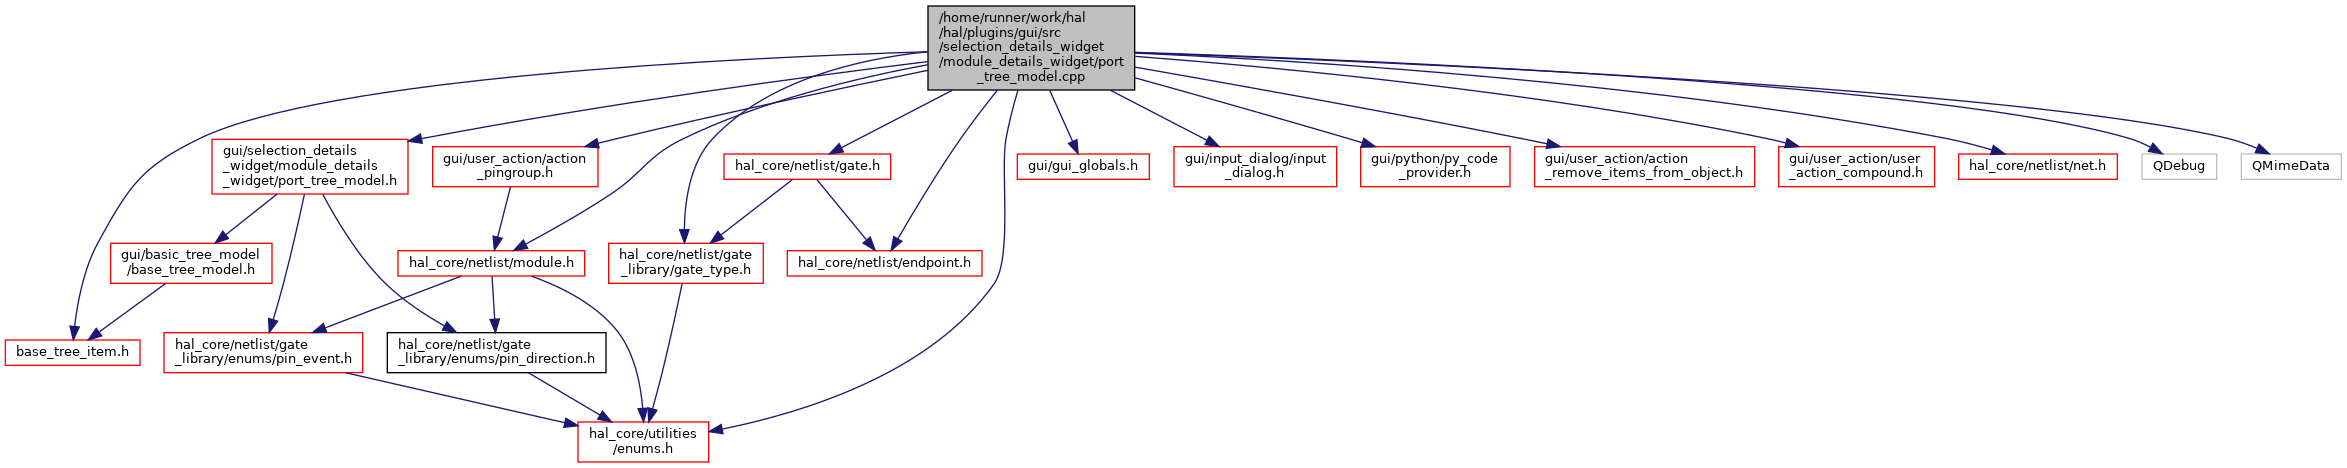 /home/runner/work/hal
/hal/plugins/gui/src
/selection_details_widget
/module_details_widget/port
_tree_model.cpp
gui/selection_details
_widget/module_details
_widget/port_tree_model.h
gui/user_action/action
_pingroup.h
hal_core/netlist/gate.h
gui/gui_globals.h
gui/input_dialog/input
_dialog.h
gui/python/py_code
_provider.h
gui/user_action/action
_remove_items_from_object.h
gui/user_action/user
_action_compound.h
hal_core/netlist/net.h
QDebug
QMimeData
gui/basic_tree_model
/base_tree_model.h
hal_core/netlist/module.h
hal_core/netlist/gate
_library/gate_type.h
hal_core/netlist/endpoint.h
base_tree_item.h
hal_core/netlist/gate
_library/enums/pin_event.h
hal_core/netlist/gate
_library/enums/pin_direction.h
hal_core/utilities
/enums.h